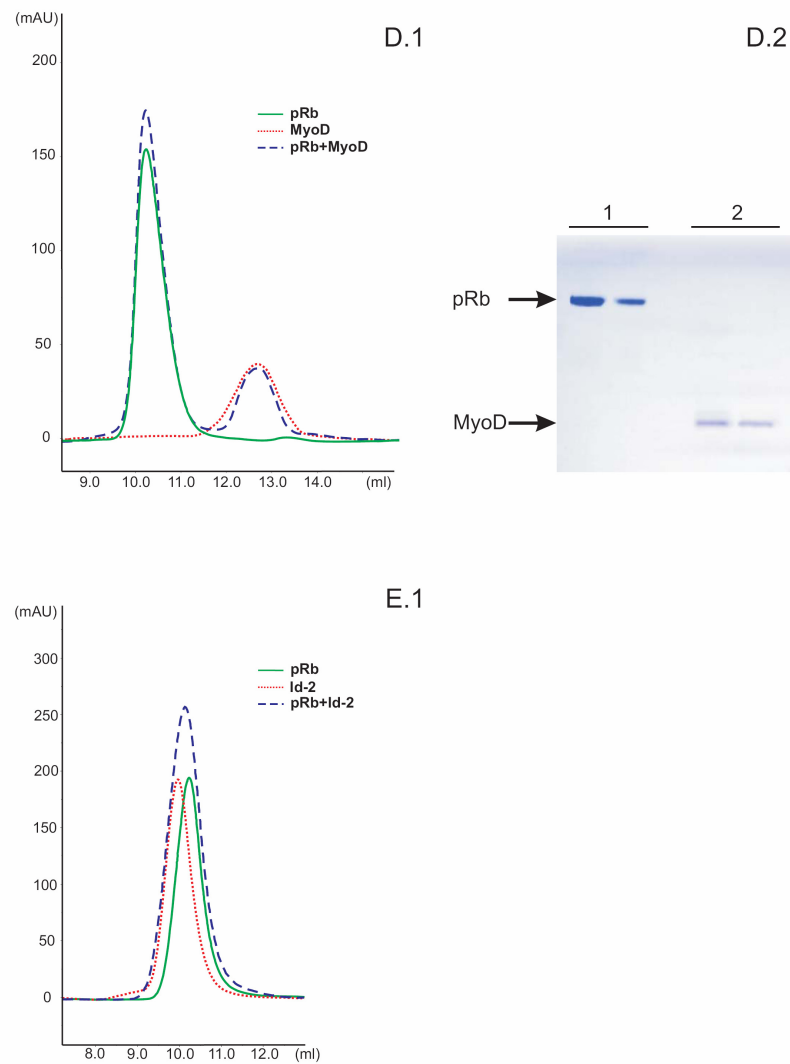 (mAU)
D.1
D.2
200
150
100
50
0
pRb
MyoD
pRb+MyoD
9.0 10.0 11.0 12.0 13.0 14.0 (ml)
1 2
pRb
MyoD
E.1
(mAU)
300
250
200
150
100
50
0
pRb
Id-2
pRb+Id-2
8.0 9.0 10.0 11.0 12.0 (ml)